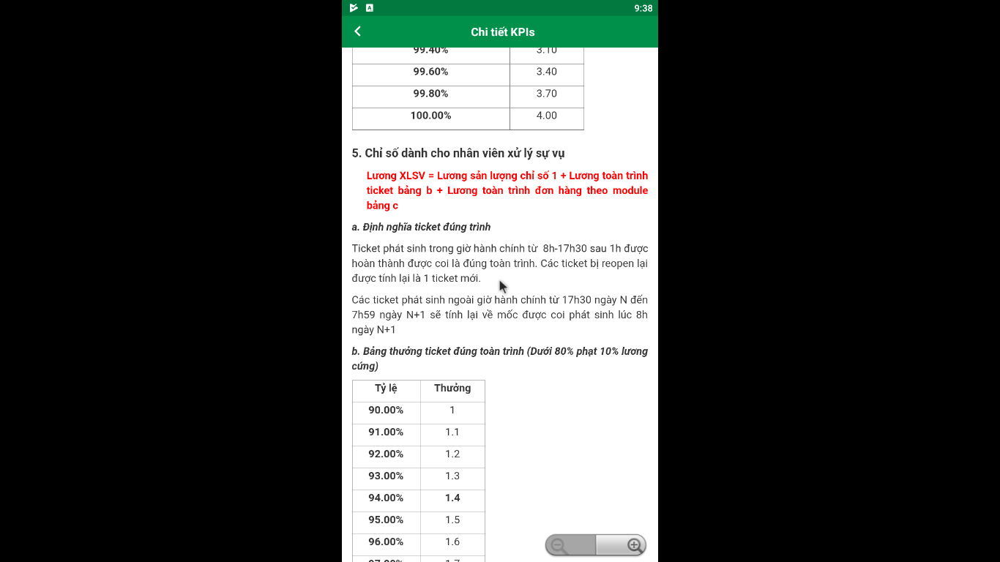 9:38
Chi tiết KPIs
99.40% 3.10
99.60% 3.40
99.80% 3.70
100.00% 4.00
5. Chỉ số dành cho nhân viên xử lý sự vụ
Lương XLSV = Lương sản lượng chỉ số 1 + Lương toàn trình
ticket bảng b + Lương toàn trình đơn hàng theo module
bảng c
a. Định nghĩa ticket đúng trình
Ticket phát sinh trong giờ hành chính từ 8h-17h30 sau 1h được
hoàn thành được coi là đúng toàn trình. Các ticket bị reopen lại
được tính lại là 1 ticket mới.
Các ticket phát sinh ngoài giờ hành chính từ 17h30 ngày N đến
7h59 ngày N+1 sẽ tính lại về mốc được coi phát sinh lúc 8h
ngày N+1
b. Bảng thưởng ticket đúng toàn trình (Dưới 80% phạt 10% lương
cứng)
Tỷ lệ Thưởng
90.00% 1
91.00% 1.1
92.00% 1.2
93.00% 1.3
94.00% 1.4
95.00% 1.5
96.00% 1.6
97.00% 1.7